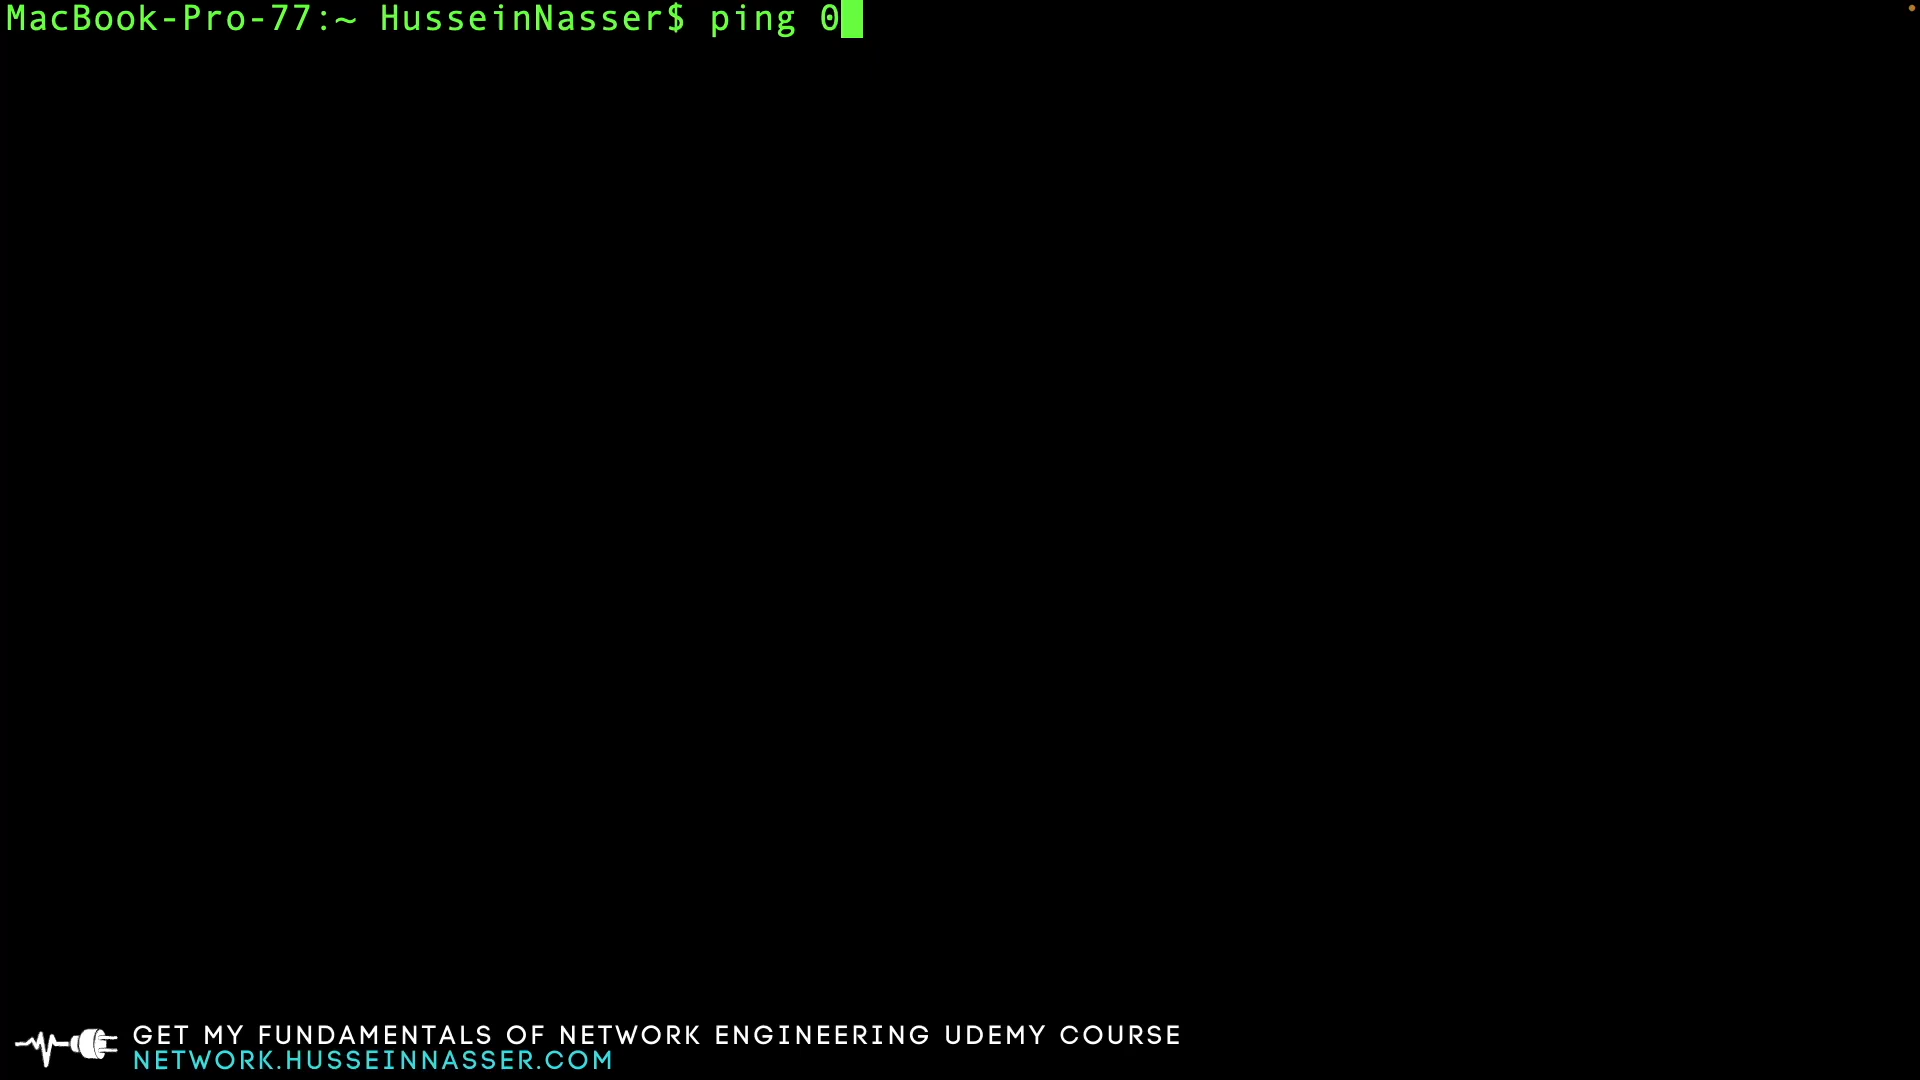 MacBook-Pro-77:~ HusseinNasser$ ping 0
GET MY FUNDAMENTALS OF NETWORK ENGINEERING UDEMY COURSE
NETWORK.HUSSEINNASSER.COM